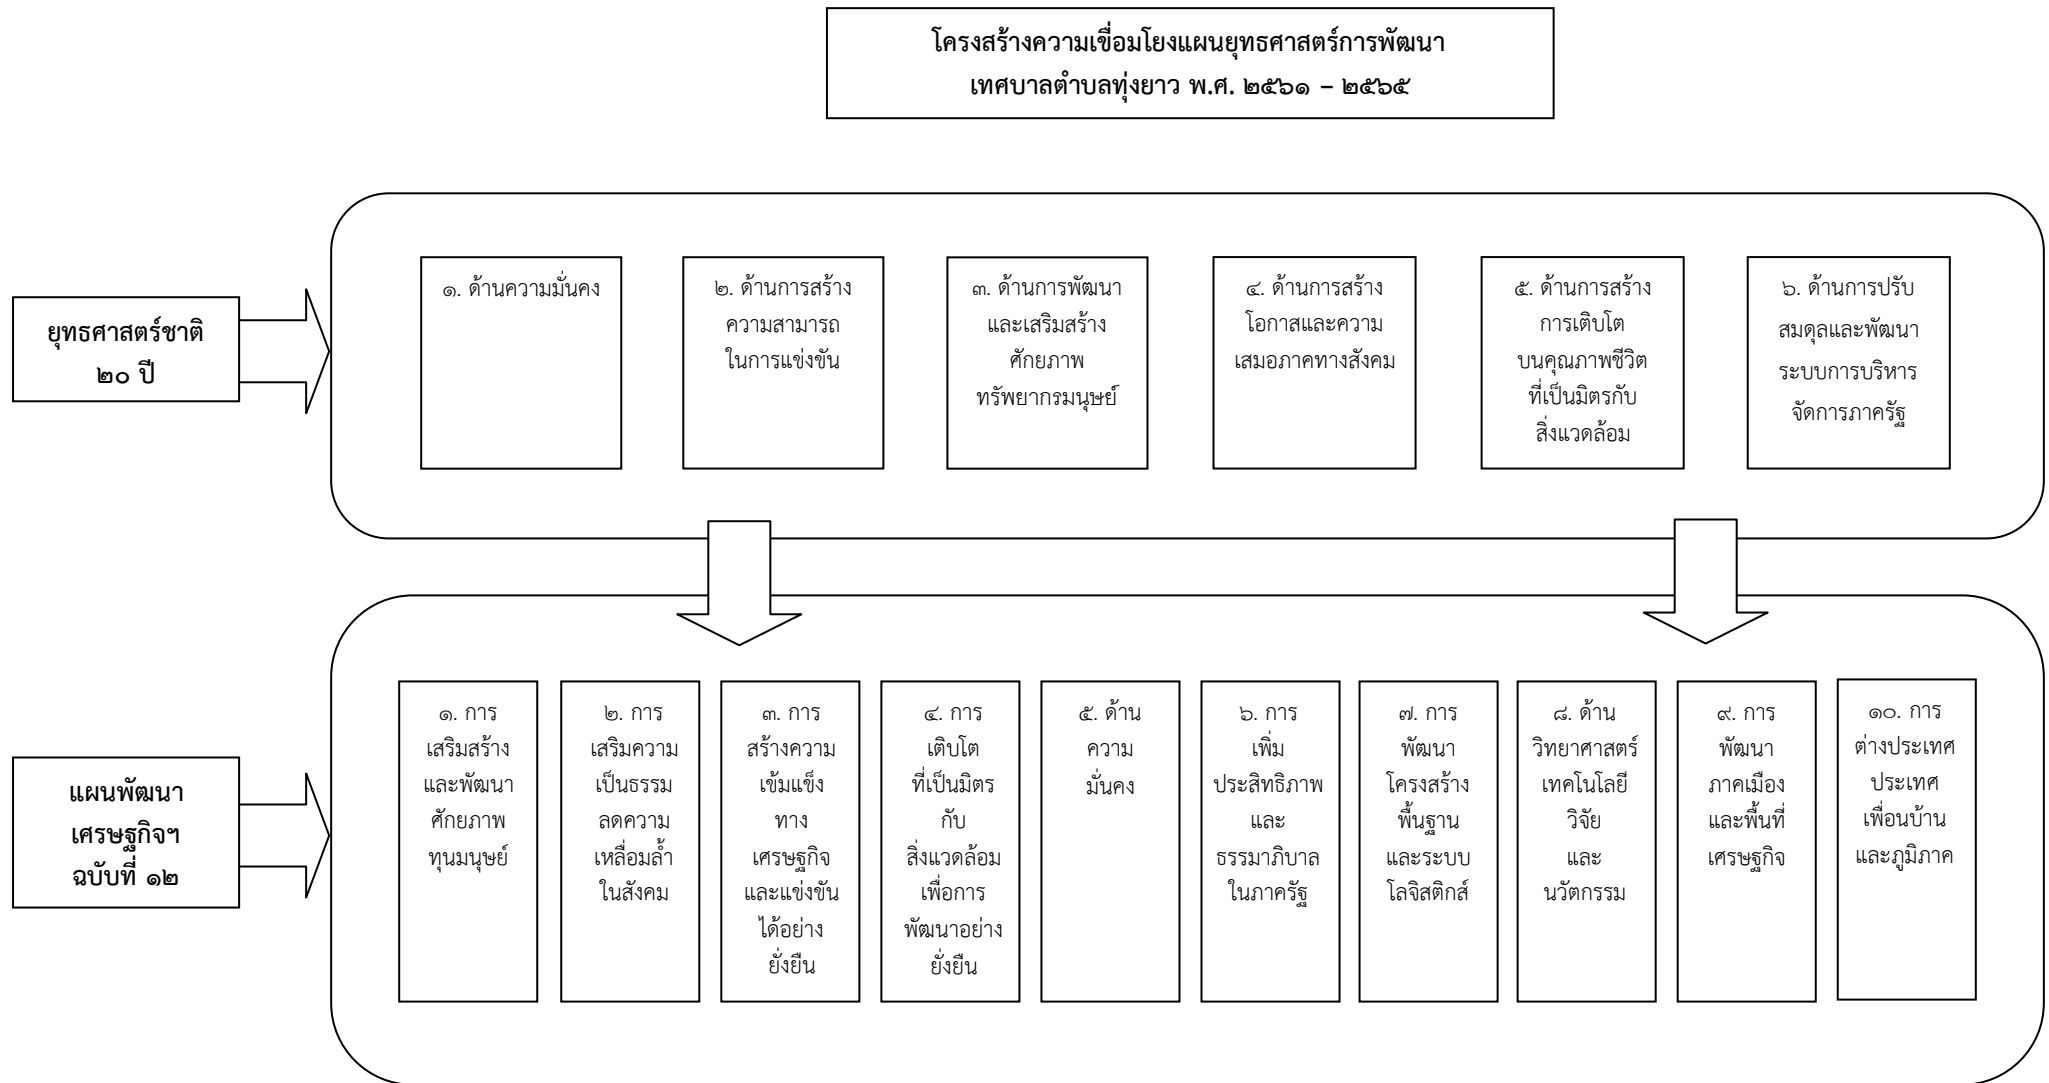 โครงสร้างความเขื่อมโยงแผนยุทธศาสตร์การพัฒนา
เทศบาลตำบลทุ่งยาว พ.ศ. ๒๕๖๑ – ๒๕๖๕
ยุทธศาสตร์ชาติ
๒๐ ปี
๑. ด้านความมั่นคง
๒. ด้านการสร้าง
ความสามารถ
ในการแข่งขัน
๓. ด้านการพัฒนา
และเสริมสร้าง
ศักยภาพ
ทรัพยากรมนุษย์
๔. ด้านการสร้าง
โอกาสและความ
เสมอภาคทางสังคม
๕. ด้านการสร้าง
การเติบโต
บนคุณภาพชีวิต
ที่เป็นมิตรกับ
สิ่งแวดล้อม
๖. ด้านการปรับ
สมดุลและพัฒนา
ระบบการบริหาร
จัดการภาครัฐ
แผนพัฒนา
เศรษฐกิจฯ
ฉบับที่ ๑๒
๑. การ
เสริมสร้าง
และพัฒนา
ศักยภาพ
ทุนมนุษย์
๒. การ
เสริมความ
เป็นธรรม
ลดความ
เหลื่อมล้ำ
ในสังคม
๓. การ
สร้างความ
เข้มแข็ง
ทาง
เศรษฐกิจ
และแข่งขัน
ได้อย่าง
ยั่งยืน
๔. การ
เติบโต
ที่เป็นมิตร
กับ
สิ่งแวดล้อม
เพื่อการ
พัฒนาอย่าง
ยั่งยืน
๕. ด้าน
ความ
มั่นคง
๖. การ
เพิ่ม
ประสิทธิภาพ
และ
ธรรมาภิบาล
ในภาครัฐ
๗. การ
พัฒนา
โครงสร้าง
พื้นฐาน
และระบบ
โลจิสติกส์
๘. ด้าน
วิทยาศาสตร์
เทคโนโลยี
วิจัย
และ
นวัตกรรม
๙. การ
พัฒนา
ภาคเมือง
และพื้นที่
เศรษฐกิจ
๑๐. การ
ต่างประเทศ
ประเทศ
เพื่อนบ้าน
และภูมิภาค